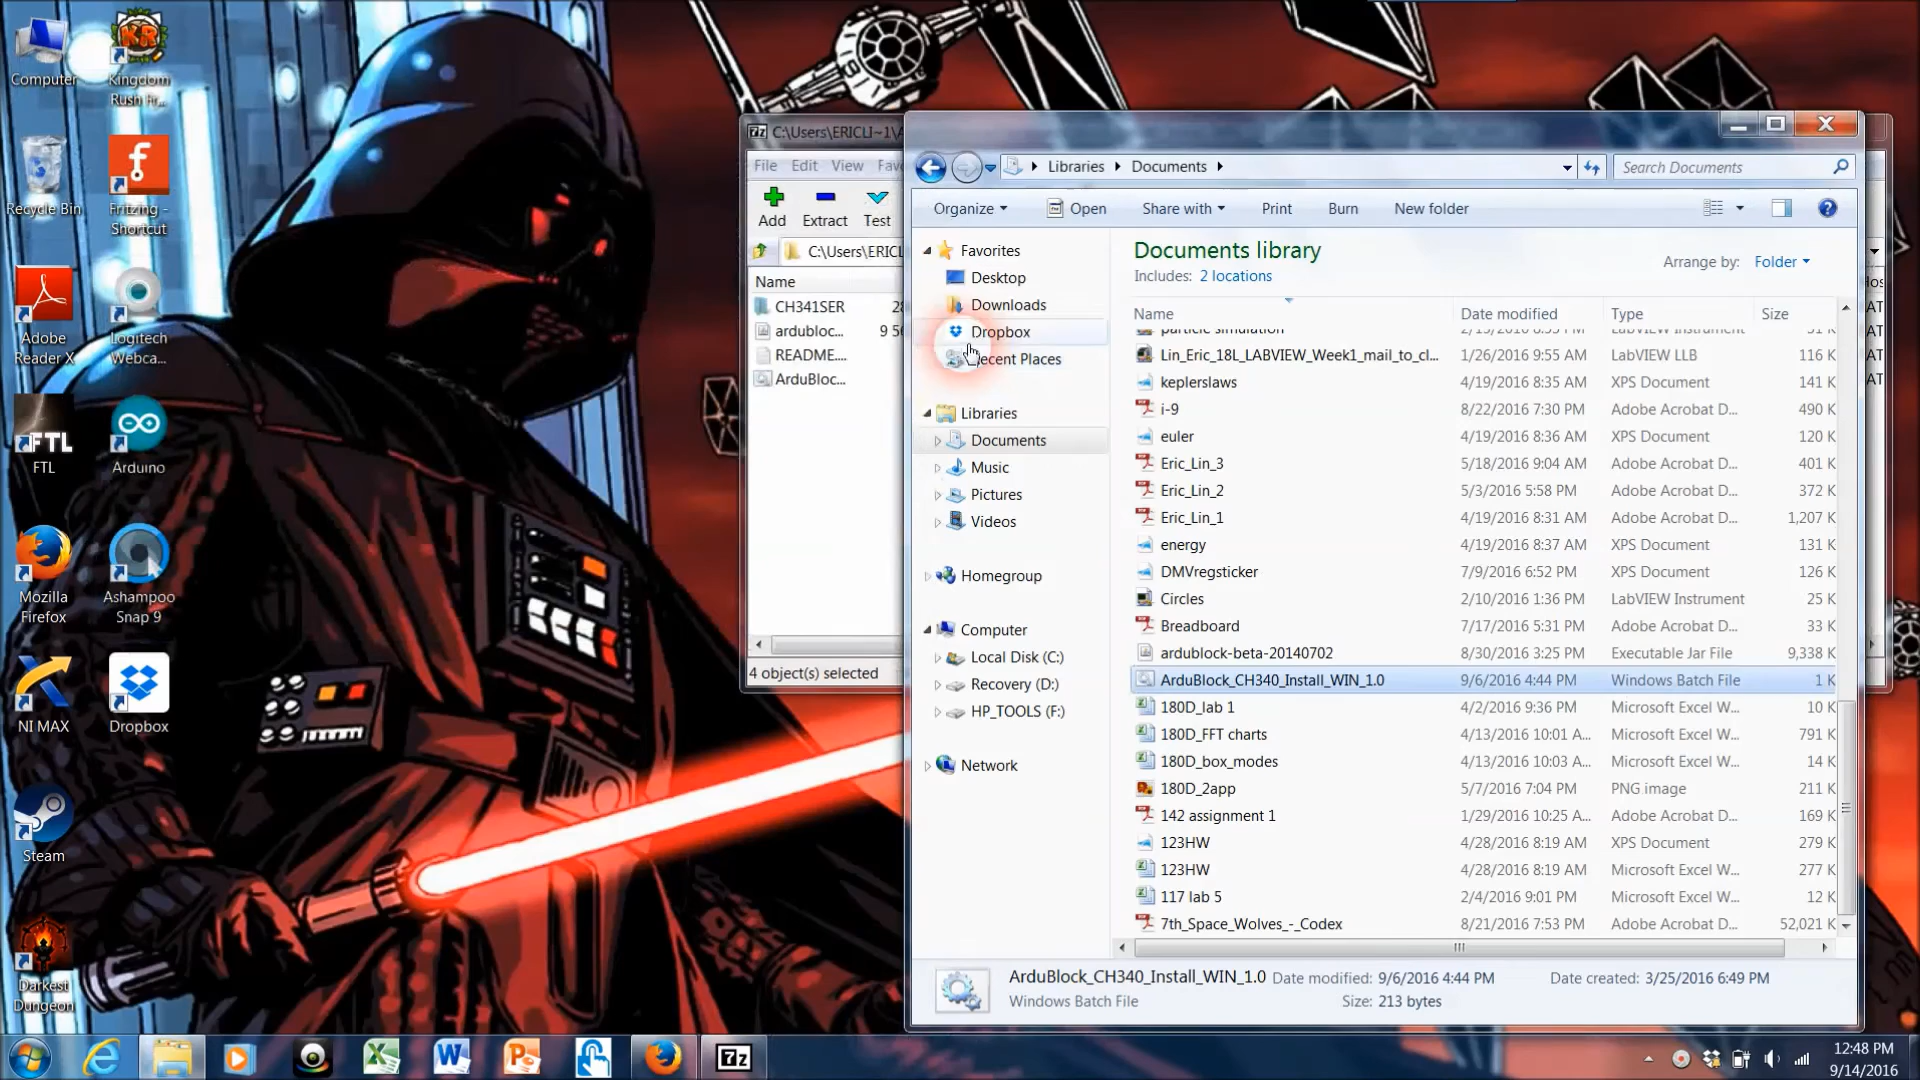 Computer
Kingdom
Rush Fr...
Recycle Bin
Fritzing -
Shortcut
Adobe
Reader X
Logitech
Webca...
FTL
FTL
Arduino
Mozilla
Firefox
Ashampoo
Snap 9
NI MAX
Dropbox
Steam
Darkest
Dungeon
7z C:\Users\ERICLI~1\A
File Edit View Fav
Add Extract Test
C:\Users\ERICL
Name
CH341SER 28
ardubloc... 9 56
README....
ArduBloc...
4 object(s) selected
Libraries Documents
Search Documents
Organize Open Share with Print Burn New folder
Favorites
Desktop
Downloads
Dropbox
Recent Places
Libraries
Documents
Music
Pictures
Videos
Homegroup
Computer
Local Disk (C:)
Recovery (D:)
HP_TOOLS (F:)
Network
Documents library
Includes: 2 locations
Arrange by: Folder
Name Date modified Type Size
particle simulation 2/19/2016 8:55 PM LabVIEW Instrument 31 K
Lin_Eric_18L_LABVIEW_Week1_mail_to_cl... 1/26/2016 9:55 AM LabVIEW LLB 116 K
keplerslaws 4/19/2016 8:35 AM XPS Document 141 K
i-9 8/22/2016 7:30 PM Adobe Acrobat D... 490 K
euler 4/19/2016 8:36 AM XPS Document 120 K
Eric_Lin_3 5/18/2016 9:04 AM Adobe Acrobat D... 401 K
Eric_Lin_2 5/3/2016 5:58 PM Adobe Acrobat D... 372 K
Eric_Lin_1 4/19/2016 8:31 AM Adobe Acrobat D... 1,207 K
energy 4/19/2016 8:37 AM XPS Document 131 K
DMVregsticker 7/9/2016 6:52 PM XPS Document 126 K
Circles 2/10/2016 1:36 PM LabVIEW Instrument 25 K
Breadboard 7/17/2016 5:31 PM Adobe Acrobat D... 33 K
ardublock-beta-20140702 8/30/2016 3:25 PM Executable Jar File 9,338 K
ArduBlock_CH340_Install_WIN_1.0 9/6/2016 4:44 PM Windows Batch File 1 K
180D_lab 1 4/2/2016 9:36 PM Microsoft Excel W... 10 K
180D_FFT charts 4/13/2016 10:01 A... Microsoft Excel W... 791 K
180D_box_modes 4/13/2016 10:03 A... Microsoft Excel W... 14 K
180D_2app 5/7/2016 7:04 PM PNG image 211 K
142 assignment 1 1/29/2016 10:25 A... Adobe Acrobat D... 169 K
123HW 4/28/2016 8:19 AM XPS Document 279 K
123HW 4/28/2016 8:19 AM Microsoft Excel W... 277 K
117 lab 5 2/4/2016 9:01 PM Microsoft Excel W... 12 K
7th_Space_Wolves_-_Codex 8/21/2016 7:53 PM Adobe Acrobat D... 52,021 K
ArduBlock_CH340_Install_WIN_1.0 Date modified: 9/6/2016 4:44 PM Date created: 3/25/2016 6:49 PM
Windows Batch File Size: 213 bytes
Hos
AT
AT
AT
AT
7z
12:48 PM
9/14/2016